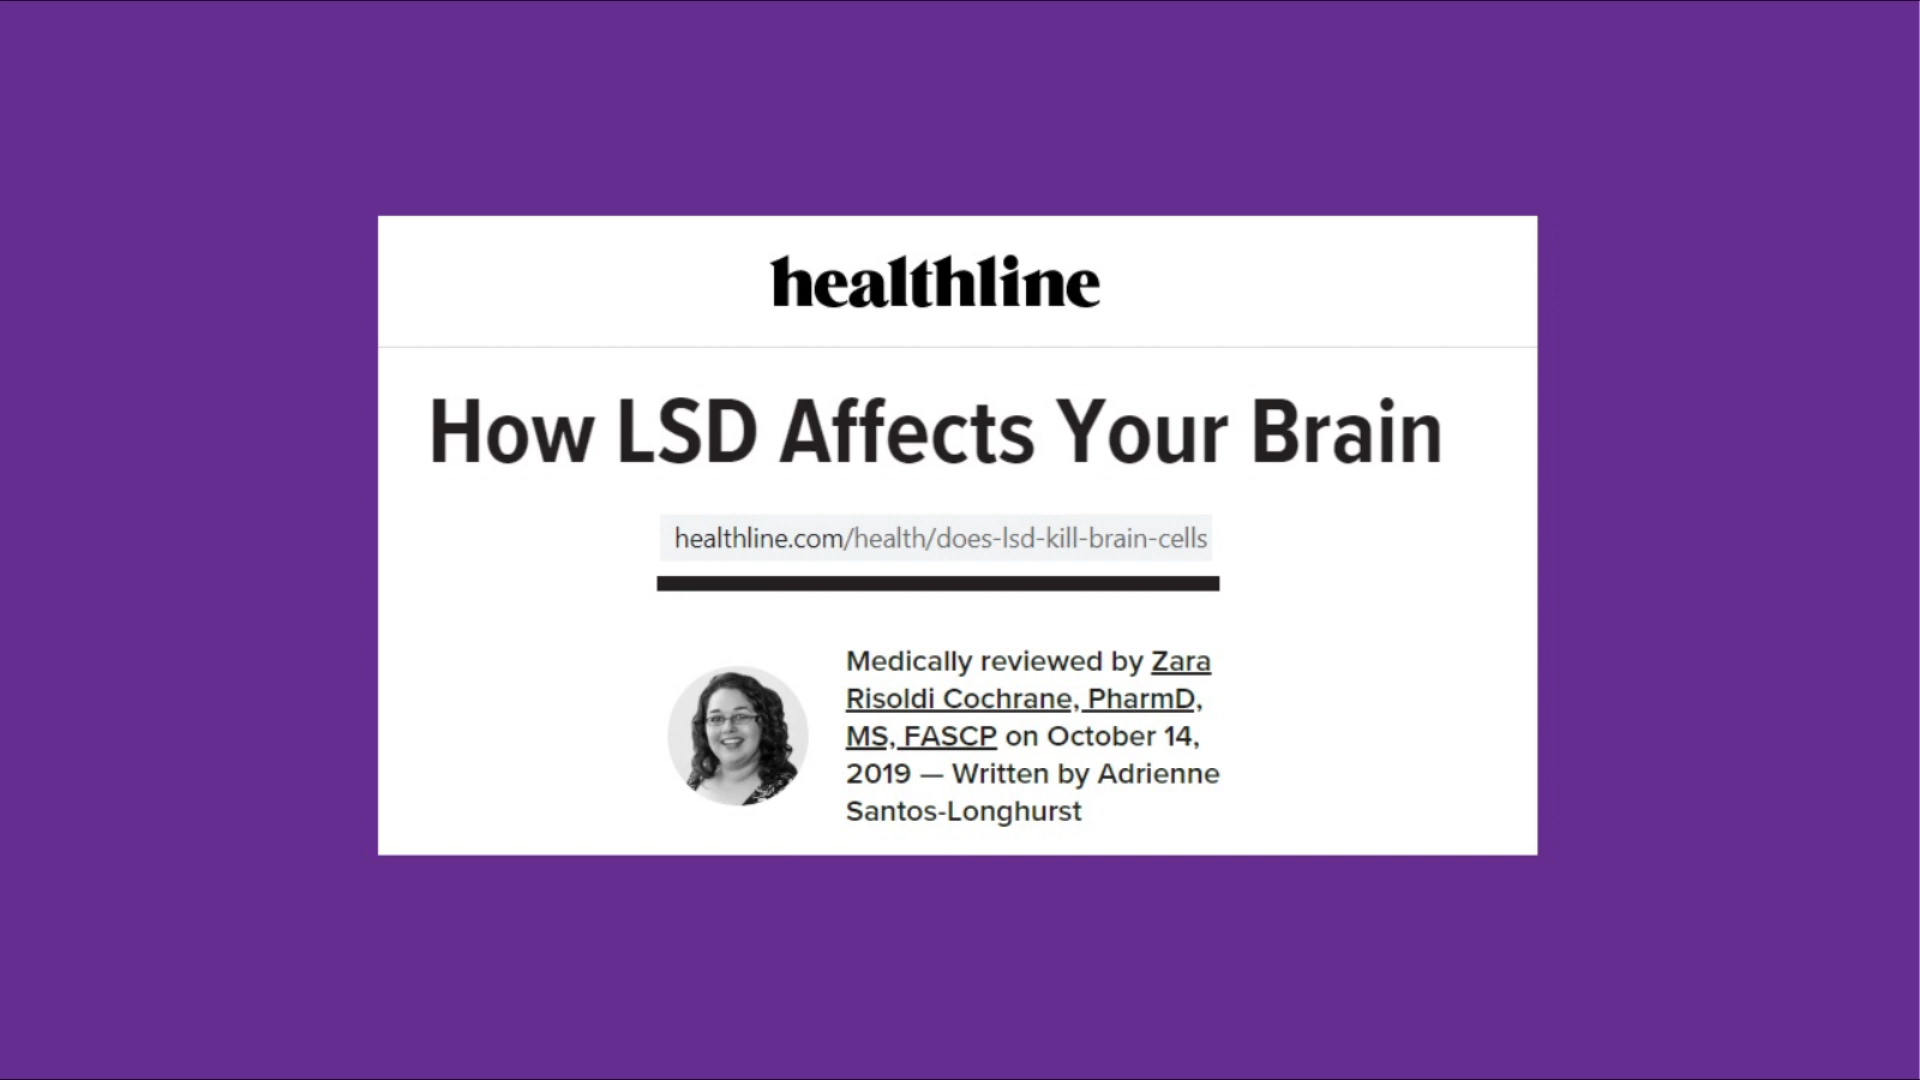 healthline
How LSD Affects Your Brain
healthline.com/health/does-lsd-kill-brain-cells
Medically reviewed by Zara
Risoldi Cochrane, PharmD,
MS, FASCP on October 14,
2019 — Written by Adrienne
Santos-Longhurst